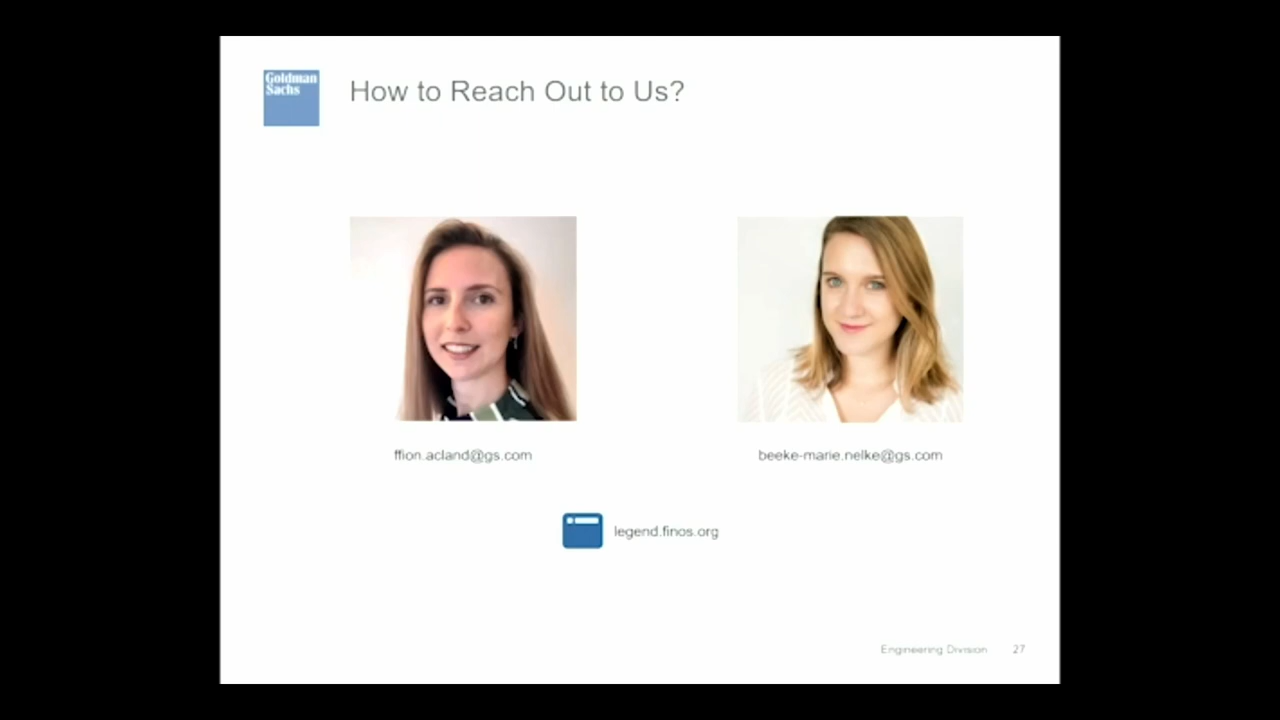 Goldman
Sachs
How to Reach Out to Us?
ffion.acland@gs.com
beeke-marie.nelke@gs.com
legend.finos.org
Engineering Division 27